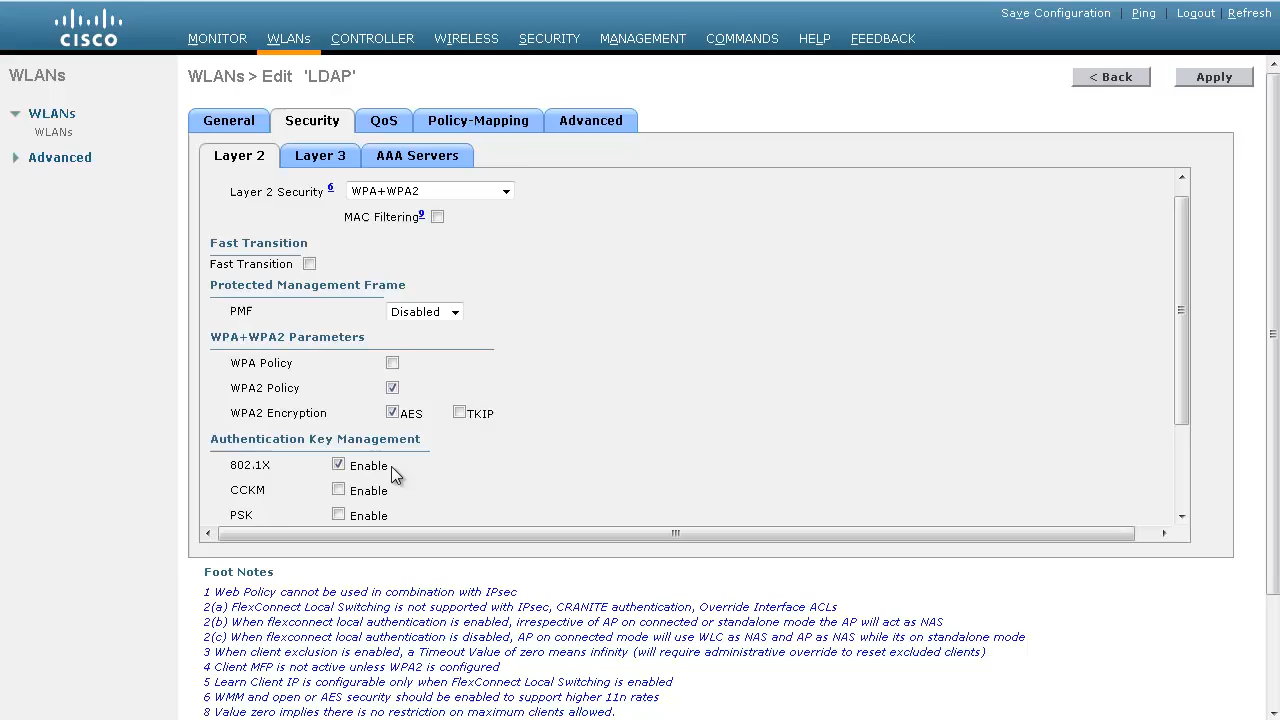 Save Configuration | Ping | Logout | Refresh
CISCO
MONITOR WLANs CONTROLLER WIRELESS SECURITY MANAGEMENT COMMANDS HELP FEEDBACK
WLANs
WLANs > Edit 'LDAP'
< Back
Apply
WLANs
WLANs
Advanced
General Security QoS Policy-Mapping Advanced
Layer 2 Layer 3 AAA Servers
Layer 2 Security 6 WPA+WPA2
MAC Filtering 9
Fast Transition
Fast Transition
Protected Management Frame
PMF Disabled
WPA+WPA2 Parameters
WPA Policy
WPA2 Policy
WPA2 Encryption AES TKIP
Authentication Key Management
802.1X Enable
CCKM Enable
PSK Enable
Foot Notes
1 Web Policy cannot be used in combination with IPsec
2(a) FlexConnect Local Switching is not supported with IPsec, CRANITE authentication, Override Interface ACLs
2(b) When flexconnect local authentication is enabled, irrespective of AP on connected or standalone mode the AP will act as NAS
2(c) When flexconnect local authentication is disabled, AP on connected mode will use WLC as NAS and AP as NAS while its on standalone mode
3 When client exclusion is enabled, a Timeout Value of zero means infinity (will require administrative override to reset excluded clients)
4 Client MFP is not active unless WPA2 is configured
5 Learn Client IP is configurable only when FlexConnect Local Switching is enabled
6 WMM and open or AES security should be enabled to support higher 11n rates
8 Value zero implies there is no restriction on maximum clients allowed.